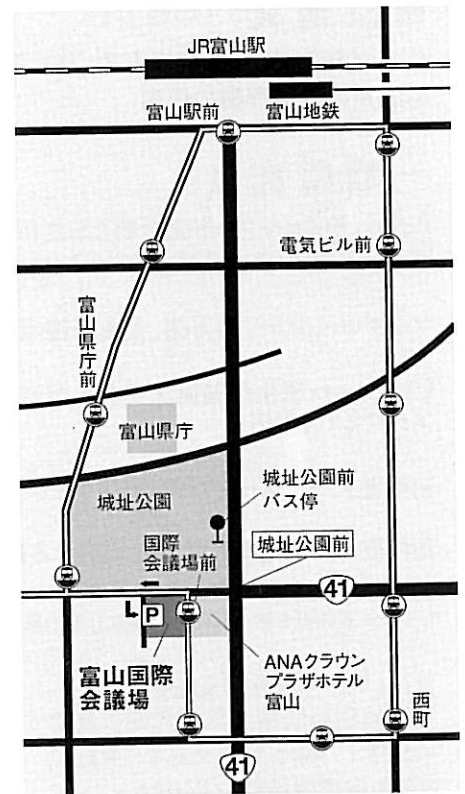 JR富山駅
富山駅前
富山地鉄
電気ビル前
富山県庁前
富山県庁
城址公園
城址公園前
バス停
国際
会議場前
城址公園前
41
P
富山国際
会議場
ANAクラウン
プラザホテル
富山
西町
41